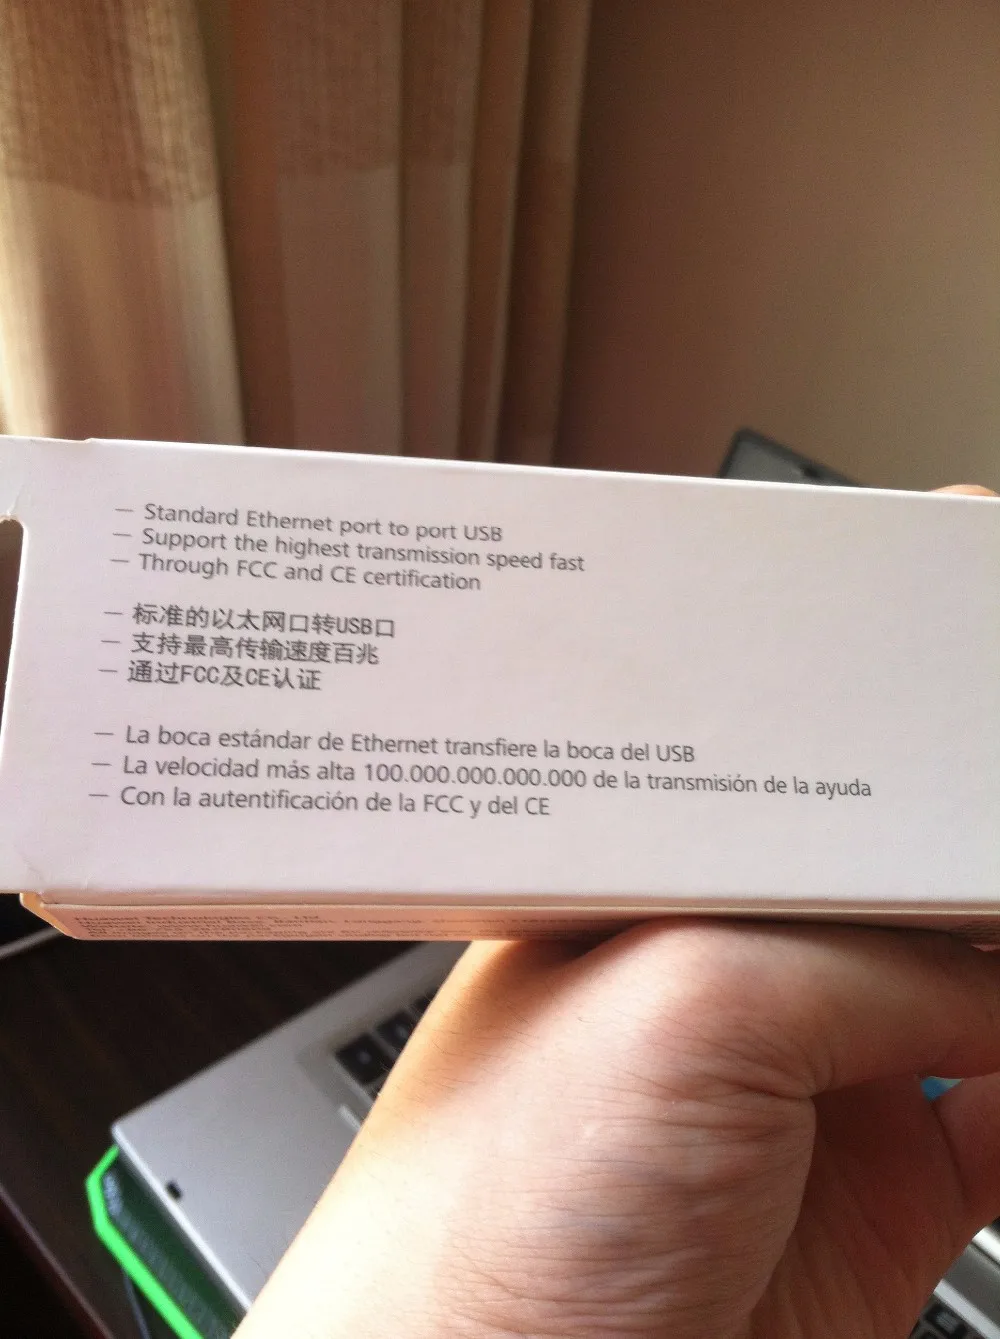 — Standard Ethernet port to port USB
— Support the highest transmission speed fast
— Through FCC and CE certification
— 标准的以太网口转USB口
— 支持最高传输速度百兆
— 通过FCC及CE认证
— La boca estándar de Ethernet transfiere la boca del USB
— La velocidad más alta 100.000.000.000.000 de la transmisión de la ayuda
— Con la autentificación de la FCC y del CE
Huawei Technologies Co., Ltd.